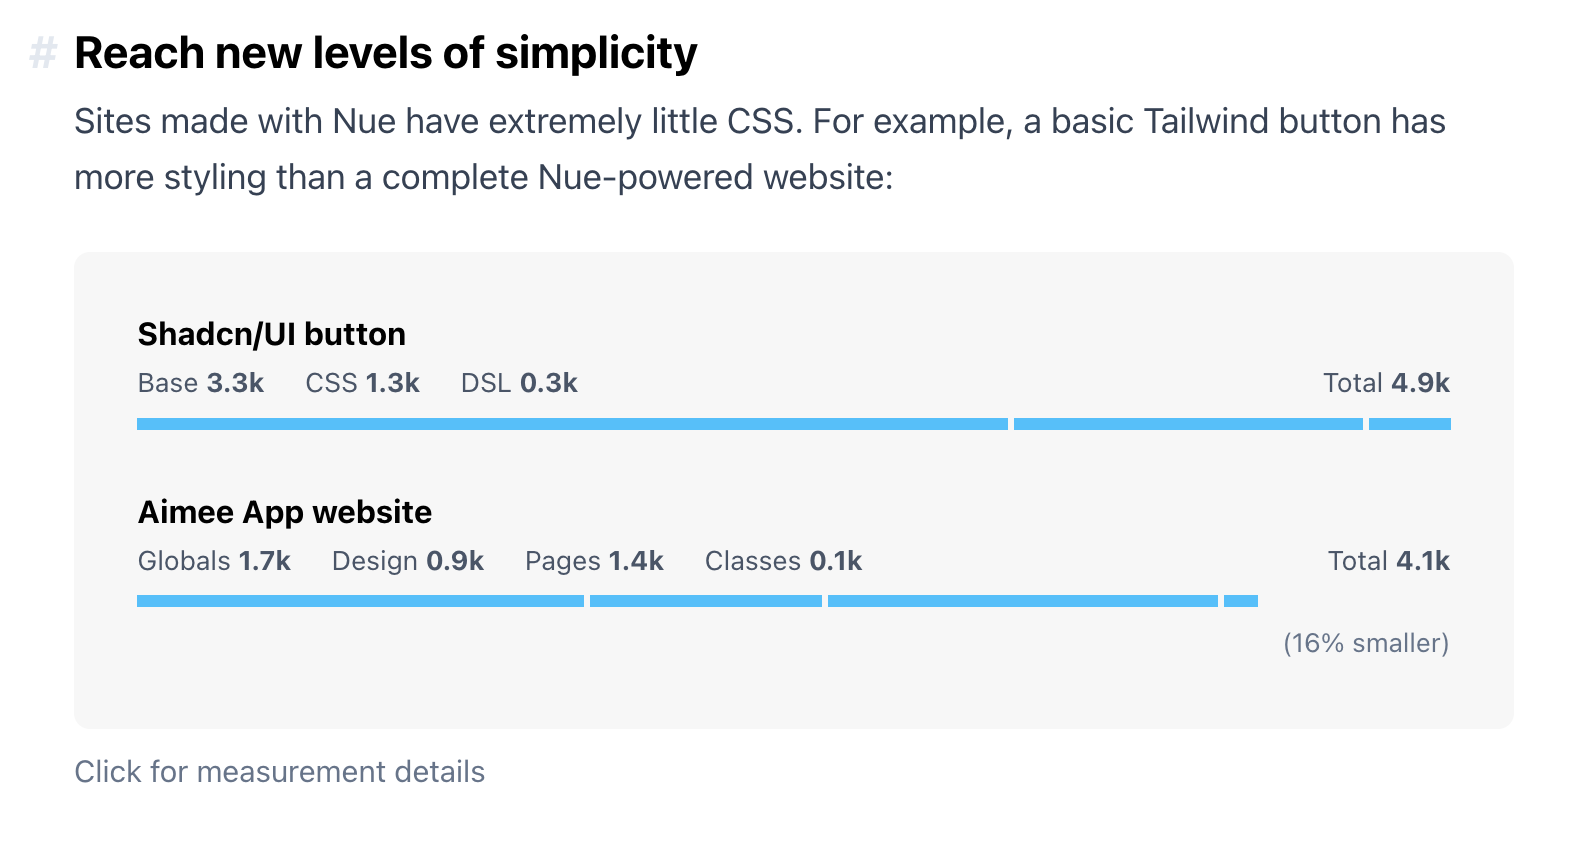 # Reach new levels of simplicity
Sites made with Nue have extremely little CSS. For example, a basic Tailwind button has
more styling than a complete Nue-powered website:
Shadcn/UI button
Base 3.3k CSS 1.3k DSL 0.3k Total 4.9k
Aimee App website
Globals 1.7k Design 0.9k Pages 1.4k Classes 0.1k Total 4.1k
(16% smaller)
Click for measurement details